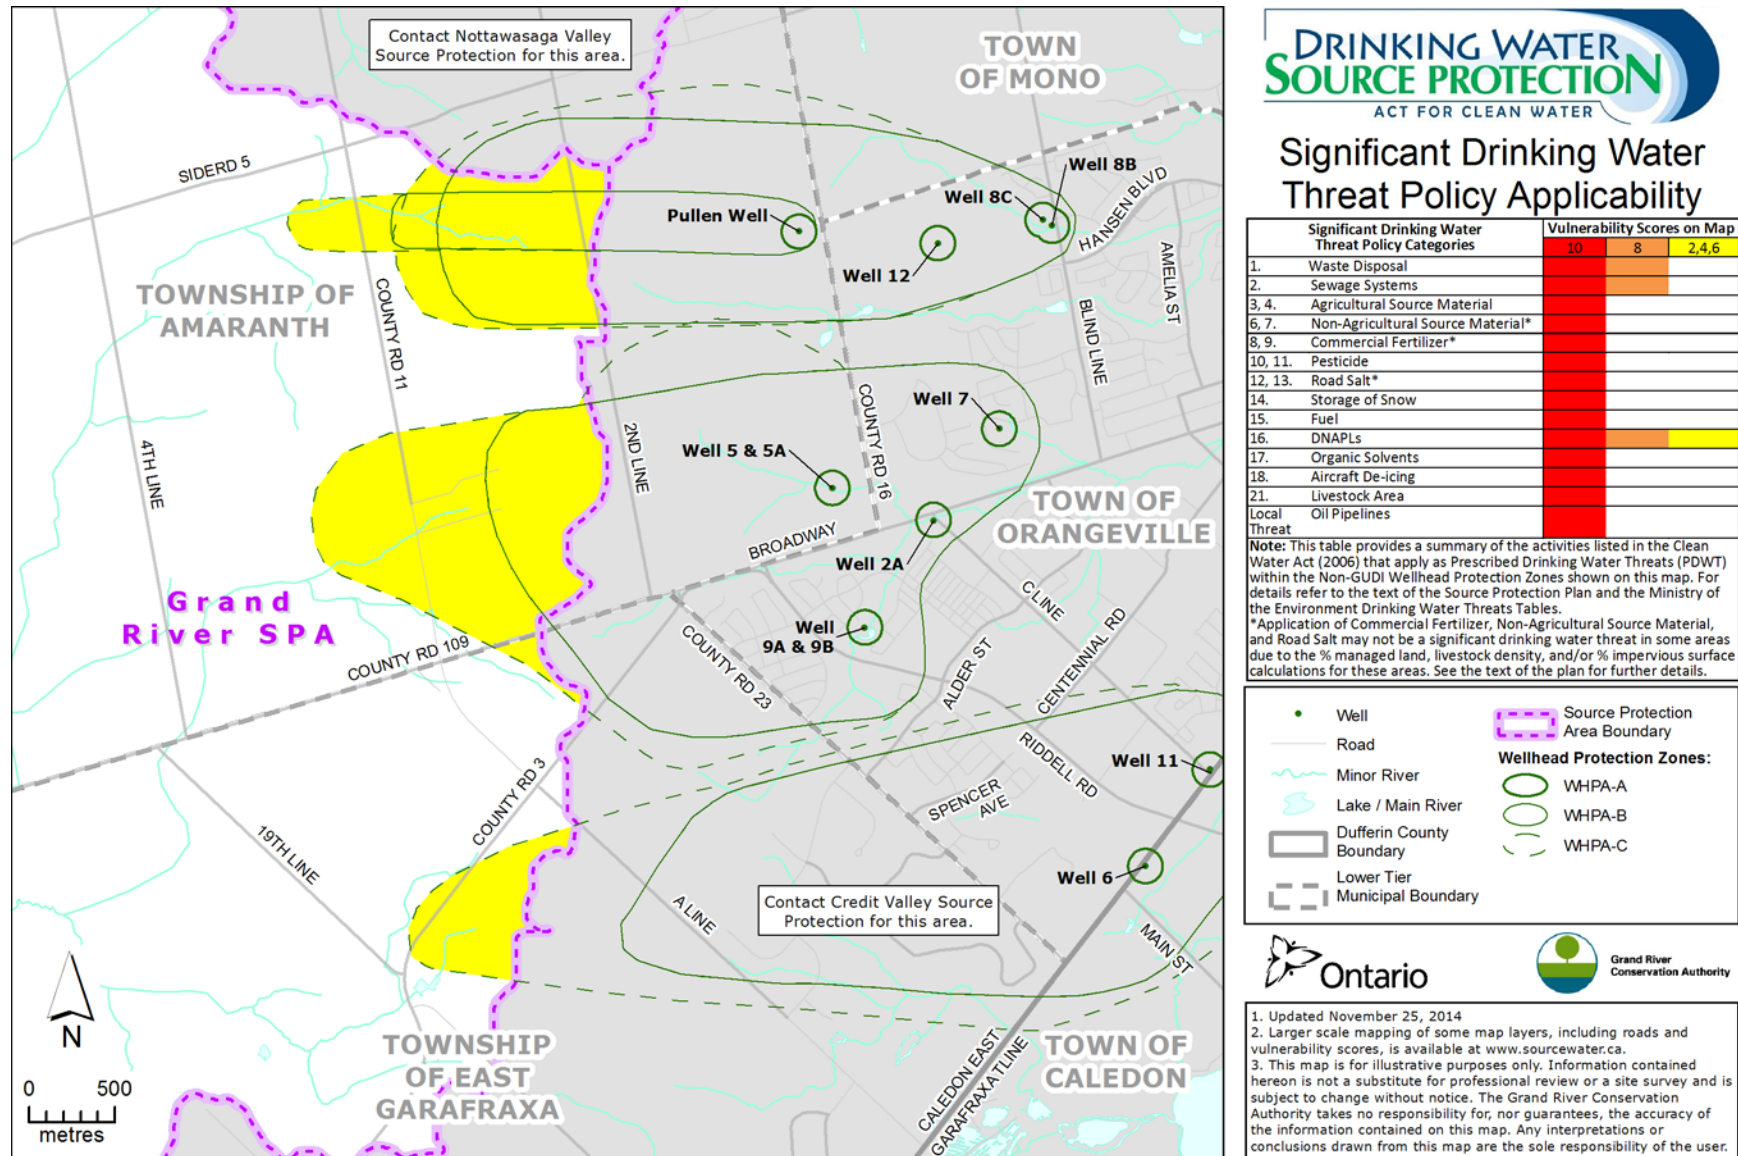 Contact Nottawasaga Valley
Source Protection for this area.
TOWN
OF MONO
SIDERD 5
Well 8B
Well 8C
HANSEN BLVD
Pullen Well
Well 12
AMELIA ST
TOWNSHIP OF
AMARANTH
COUNTY RD 11
BLIND LINE
COUNTY RD 16
Well 7
4TH LINE
2ND LINE
Well 5 & 5A
TOWN OF
ORANGEVILLE
BROADWAY
Well 2A
C LINE
Grand
River SPA
Well
9A & 9B
COUNTY RD 109
COUNTY RD 23
ALDER ST
CENTENNIAL RD
RIDDELL RD
Well 11
COUNTY RD 3
SPENCER
AVE
19TH LINE
Well 6
A LINE
Contact Credit Valley Source
Protection for this area.
MAIN ST
N
0 500
metres
TOWNSHIP
OF EAST
GARAFRAXA
CALEDON EAST
GARAFRAXA TLINE
TOWN OF
CALEDON
DRINKING WATER
SOURCE PROTECTION
ACT FOR CLEAN WATER
Significant Drinking Water
Threat Policy Applicability
Significant Drinking Water
Threat Policy Categories
Vulnerability Scores on Map
10 8 2,4,6
1. Waste Disposal
2. Sewage Systems
3, 4. Agricultural Source Material
6, 7. Non-Agricultural Source Material*
8, 9. Commercial Fertilizer*
10, 11. Pesticide
12, 13. Road Salt*
14. Storage of Snow
15. Fuel
16. DNAPLs
17. Organic Solvents
18. Aircraft De-icing
21. Livestock Area
Local Oil Pipelines
Threat
Note: This table provides a summary of the activities listed in the Clean
Water Act (2006) that apply as Prescribed Drinking Water Threats (PDWT)
within the Non-GUDI Wellhead Protection Zones shown on this map. For
details refer to the text of the Source Protection Plan and the Ministry of
the Environment Drinking Water Threats Tables.
*Application of Commercial Fertilizer, Non-Agricultural Source Material,
and Road Salt may not be a significant drinking water threat in some areas
due to the % managed land, livestock density, and/or % impervious surface
calculations for these areas. See the text of the plan for further details.
Well
Road
Minor River
Lake / Main River
Dufferin County
Boundary
Lower Tier
Municipal Boundary
Source Protection
Area Boundary
Wellhead Protection Zones:
WHPA-A
WHPA-B
WHPA-C
Ontario
Grand River
Conservation Authority
1. Updated November 25, 2014
2. Larger scale mapping of some map layers, including roads and
vulnerability scores, is available at www.sourcewater.ca.
3. This map is for illustrative purposes only. Information contained
hereon is not a substitute for professional review or a site survey and is
subject to change without notice. The Grand River Conservation
Authority takes no responsibility for, nor guarantees, the accuracy of
the information contained on this map. Any interpretations or
conclusions drawn from this map are the sole responsibility of the user.